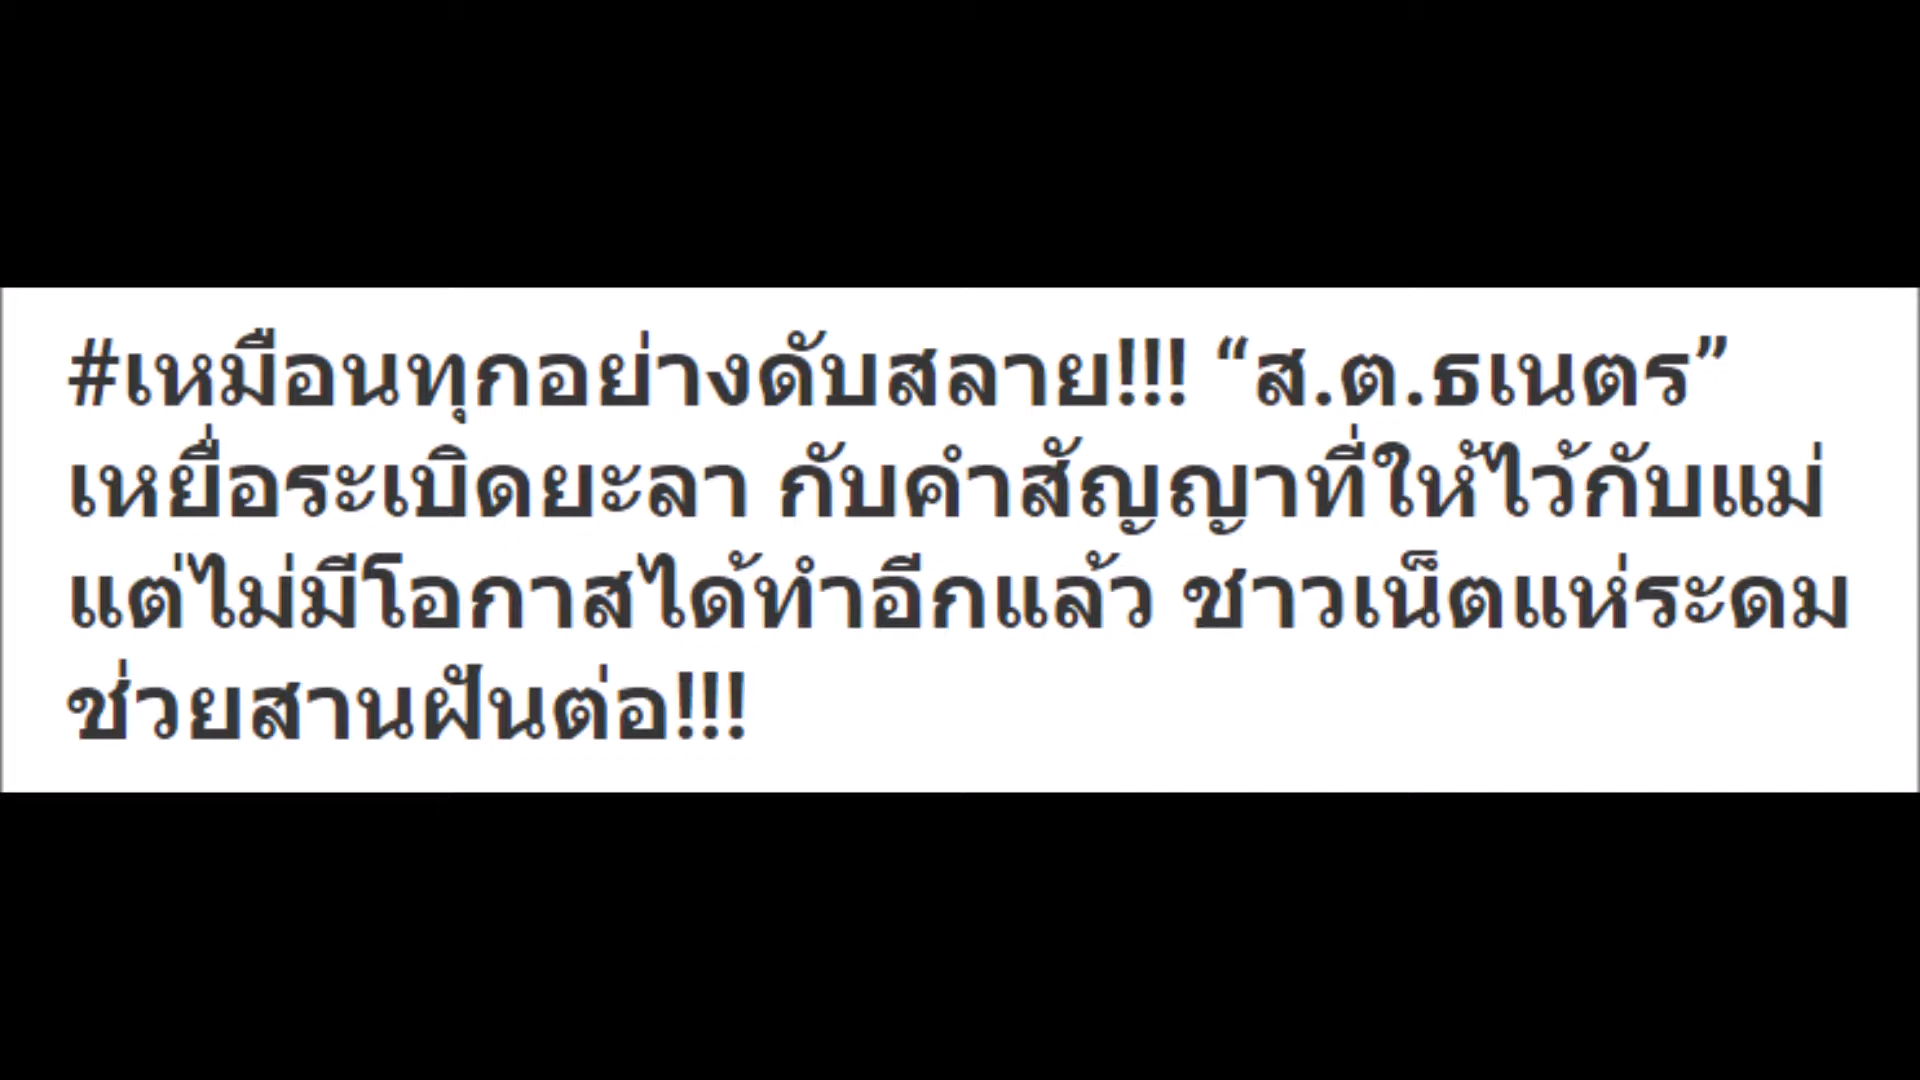 #เหมือนทุกอย่างดับสลาย!!! “ส.ต.ธเนตร”
เหยื่อระเบิดยะลา กับคำสัญญาที่ให้ไว้กับแม่
แต่ไม่มีโอกาสได้ทำอีกแล้ว ชาวเน็ตแห่ระดม
ช่วยสานฝันต่อ!!!